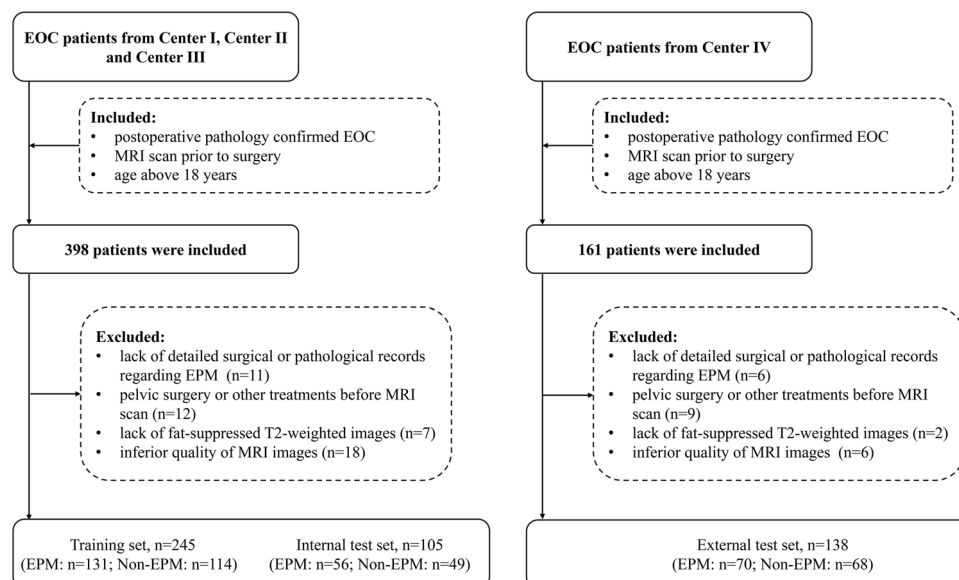 EOC patients from Center I, Center II
and Center III
Included:
• postoperative pathology confirmed EOC
• MRI scan prior to surgery
• age above 18 years
398 patients were included
Excluded:
• lack of detailed surgical or pathological records
regarding EPM (n=11)
• pelvic surgery or other treatments before MRI
scan (n=12)
• lack of fat-suppressed T2-weighted images (n=7)
• inferior quality of MRI images (n=18)
Training set, n=245
(EPM: n=131; Non-EPM: n=114)
Internal test set, n=105
(EPM: n=56; Non-EPM: n=49)
EOC patients from Center IV
Included:
• postoperative pathology confirmed EOC
• MRI scan prior to surgery
• age above 18 years
161 patients were included
Excluded:
• lack of detailed surgical or pathological records
regarding EPM (n=6)
• pelvic surgery or other treatments before MRI
scan (n=9)
• lack of fat-suppressed T2-weighted images (n=2)
• inferior quality of MRI images (n=6)
External test set, n=138
(EPM: n=70; Non-EPM: n=68)